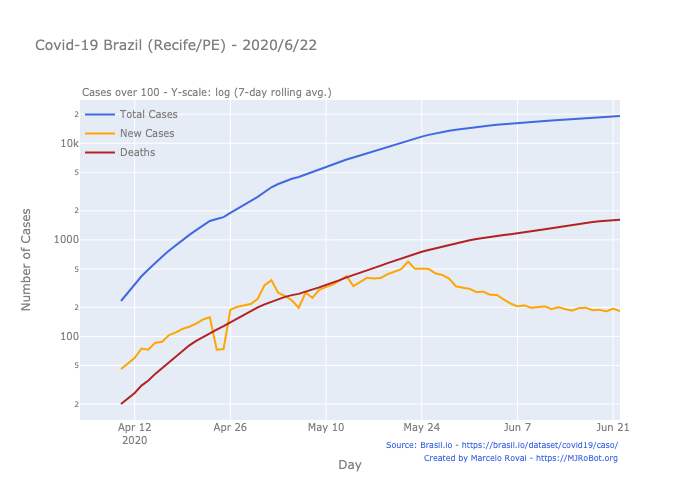 Covid-19 Brazil (Recife/PE) - 2020/6/22
Cases over 100 - Y-scale: log (7-day rolling avg.)
Total Cases
New Cases
Deaths
2
10k
5
2
1000
5
2
100
5
2
Number of Cases
Apr 12
2020
Apr 26
May 10
May 24
Jun 7
Jun 21
Day
Source: Brasil.io - https://brasil.io/dataset/covid19/caso/
Created by Marcelo Rovai - https://MJRoBot.org